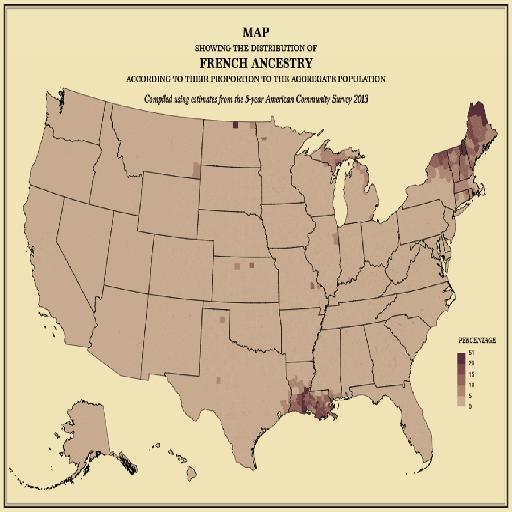 MAP
SHOWING THE DISTRIBUTION OF
FRENCH ANCESTRY
ACCORDING TO THEIR PROPORTION TO THE AGGREGATE POPULATION
Compiled using estimates from the 5-year American Community Survey 2013
PERCENTAGE
51
20
15
10
5
0